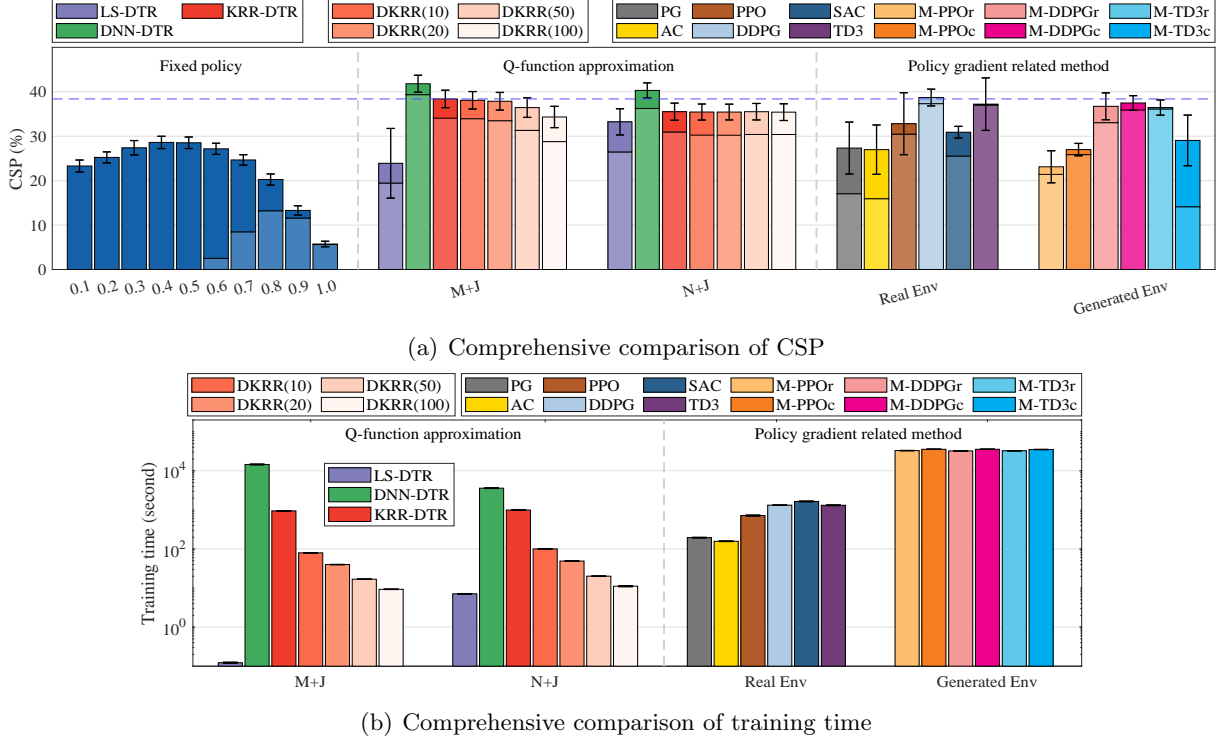 LS-DTR KRR-DTR DKRR(10) DKRR(50) PG PPO SAC M-PPOr M-DDPGr M-TD3r
DNN-DTR DKRR(20) DKRR(100) AC DDPG TD3 M-PPOc M-DDPGc M-TD3c
Fixed policy Q-function approximation Policy gradient related method
CSP (%)
40
30
20
10
0
0.1 0.2 0.3 0.4 0.5 0.6 0.7 0.8 0.9 1.0 M+J N+J Real Env Generated Env
(a) Comprehensive comparison of CSP
DKRR(10) DKRR(50) PG PPO SAC M-PPOr M-DDPGr M-TD3r
DKRR(20) DKRR(100) AC DDPG TD3 M-PPOc M-DDPGc M-TD3c
Q-function approximation Policy gradient related method
LS-DTR
DNN-DTR
KRR-DTR
Training time (second)
10^4
10^2
10^0
M+J N+J Real Env Generated Env
(b) Comprehensive comparison of training time